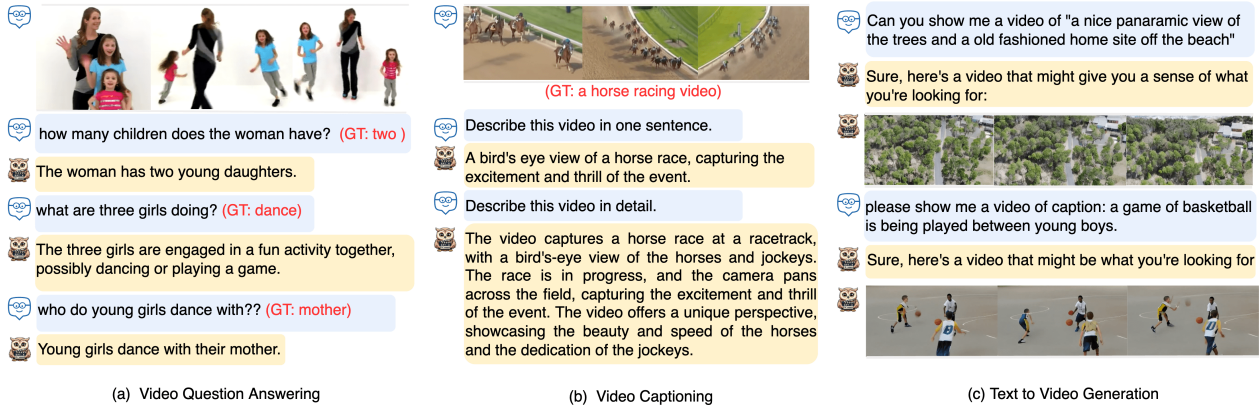 how many children does the woman have? (GT: two )
The woman has two young daughters.
what are three girls doing? (GT: dance)
The three girls are engaged in a fun activity together,
possibly dancing or playing a game.
who do young girls dance with?? (GT: mother)
Young girls dance with their mother.
(a) Video Question Answering
(GT: a horse racing video)
Describe this video in one sentence.
A bird's eye view of a horse race, capturing the
excitement and thrill of the event.
Describe this video in detail.
The video captures a horse race at a racetrack,
with a bird's-eye view of the horses and jockeys.
The race is in progress, and the camera pans
across the field, capturing the excitement and thrill
of the event. The video offers a unique perspective,
showcasing the beauty and speed of the horses
and the dedication of the jockeys.
(b) Video Captioning
Can you show me a video of "a nice panaramic view of
the trees and a old fashioned home site off the beach"
Sure, here's a video that might give you a sense of what
you're looking for:
please show me a video of caption: a game of basketball
is being played between young boys.
Sure, here's a video that might be what you're looking for
(c) Text to Video Generation